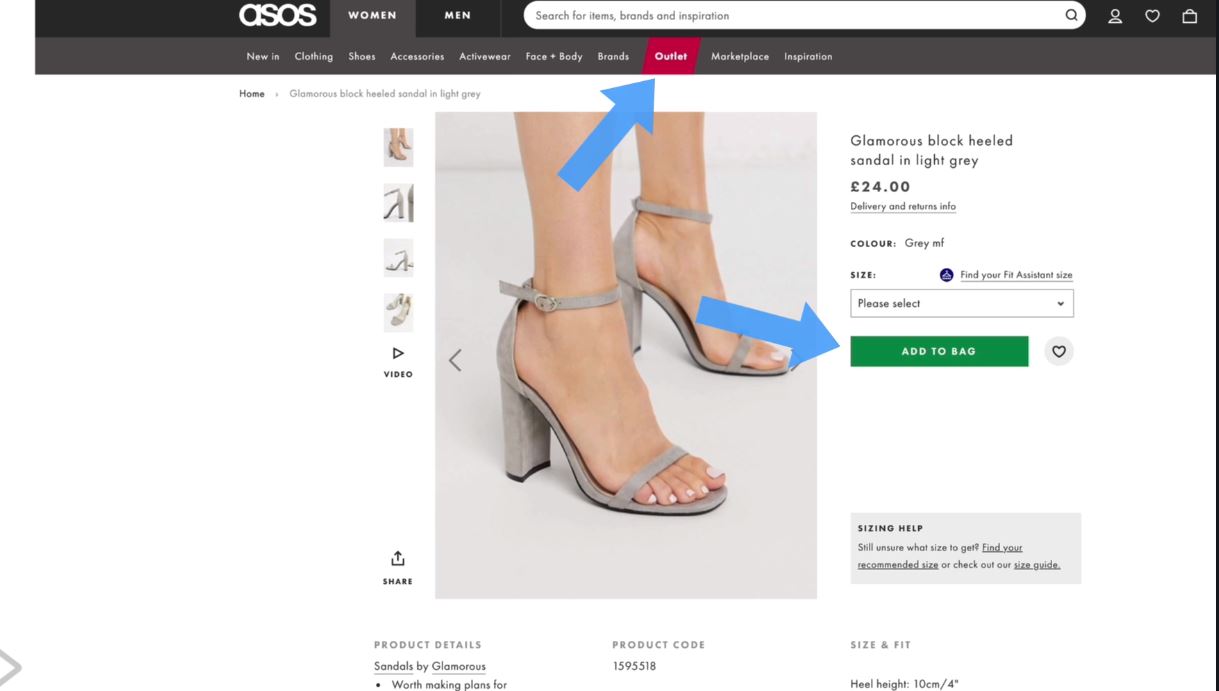 asos
WOMEN
MEN
Search for items, brands and inspiration
New in
Clothing
Shoes
Accessories
Activewear
Face + Body
Brands
Outlet
Marketplace
Inspiration
Home › Glamorous block heeled sandal in light grey
VIDEO
SHARE
Glamorous block heeled
sandal in light grey
£24.00
Delivery and returns info
COLOUR: Grey mf
SIZE:
Find your Fit Assistant size
Please select
ADD TO BAG
SIZING HELP
Still unsure what size to get? Find your
recommended size or check out our size guide.
PRODUCT DETAILS
Sandals by Glamorous
• Worth making plans for
PRODUCT CODE
1595518
SIZE & FIT
Heel height: 10cm/4"